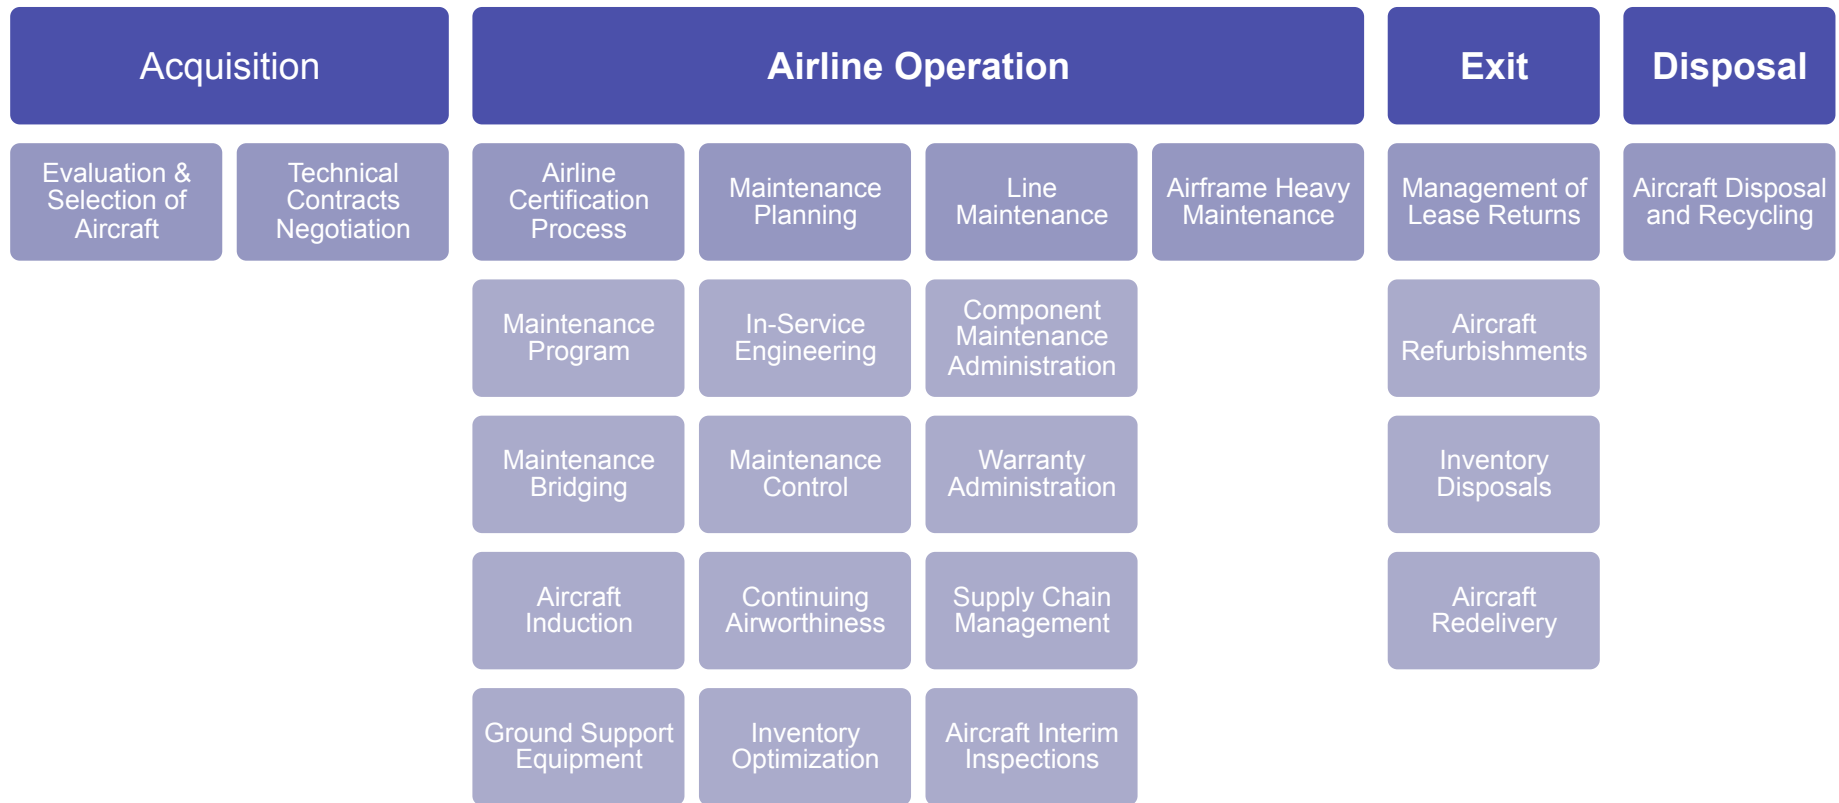 Acquisition
Airline Operation
Exit
Disposal
Evaluation &
Selection of
Aircraft
Technical
Contracts
Negotiation
Airline
Certification
Process
Maintenance
Planning
Line
Maintenance
Airframe Heavy
Maintenance
Management of
Lease Returns
Aircraft Disposal
and Recycling
Maintenance
Program
In-Service
Engineering
Component
Maintenance
Administration
Aircraft
Refurbishments
Maintenance
Bridging
Maintenance
Control
Warranty
Administration
Inventory
Disposals
Aircraft
Induction
Continuing
Airworthiness
Supply Chain
Management
Aircraft
Redelivery
Ground Support
Equipment
Inventory
Optimization
Aircraft Interim
Inspections